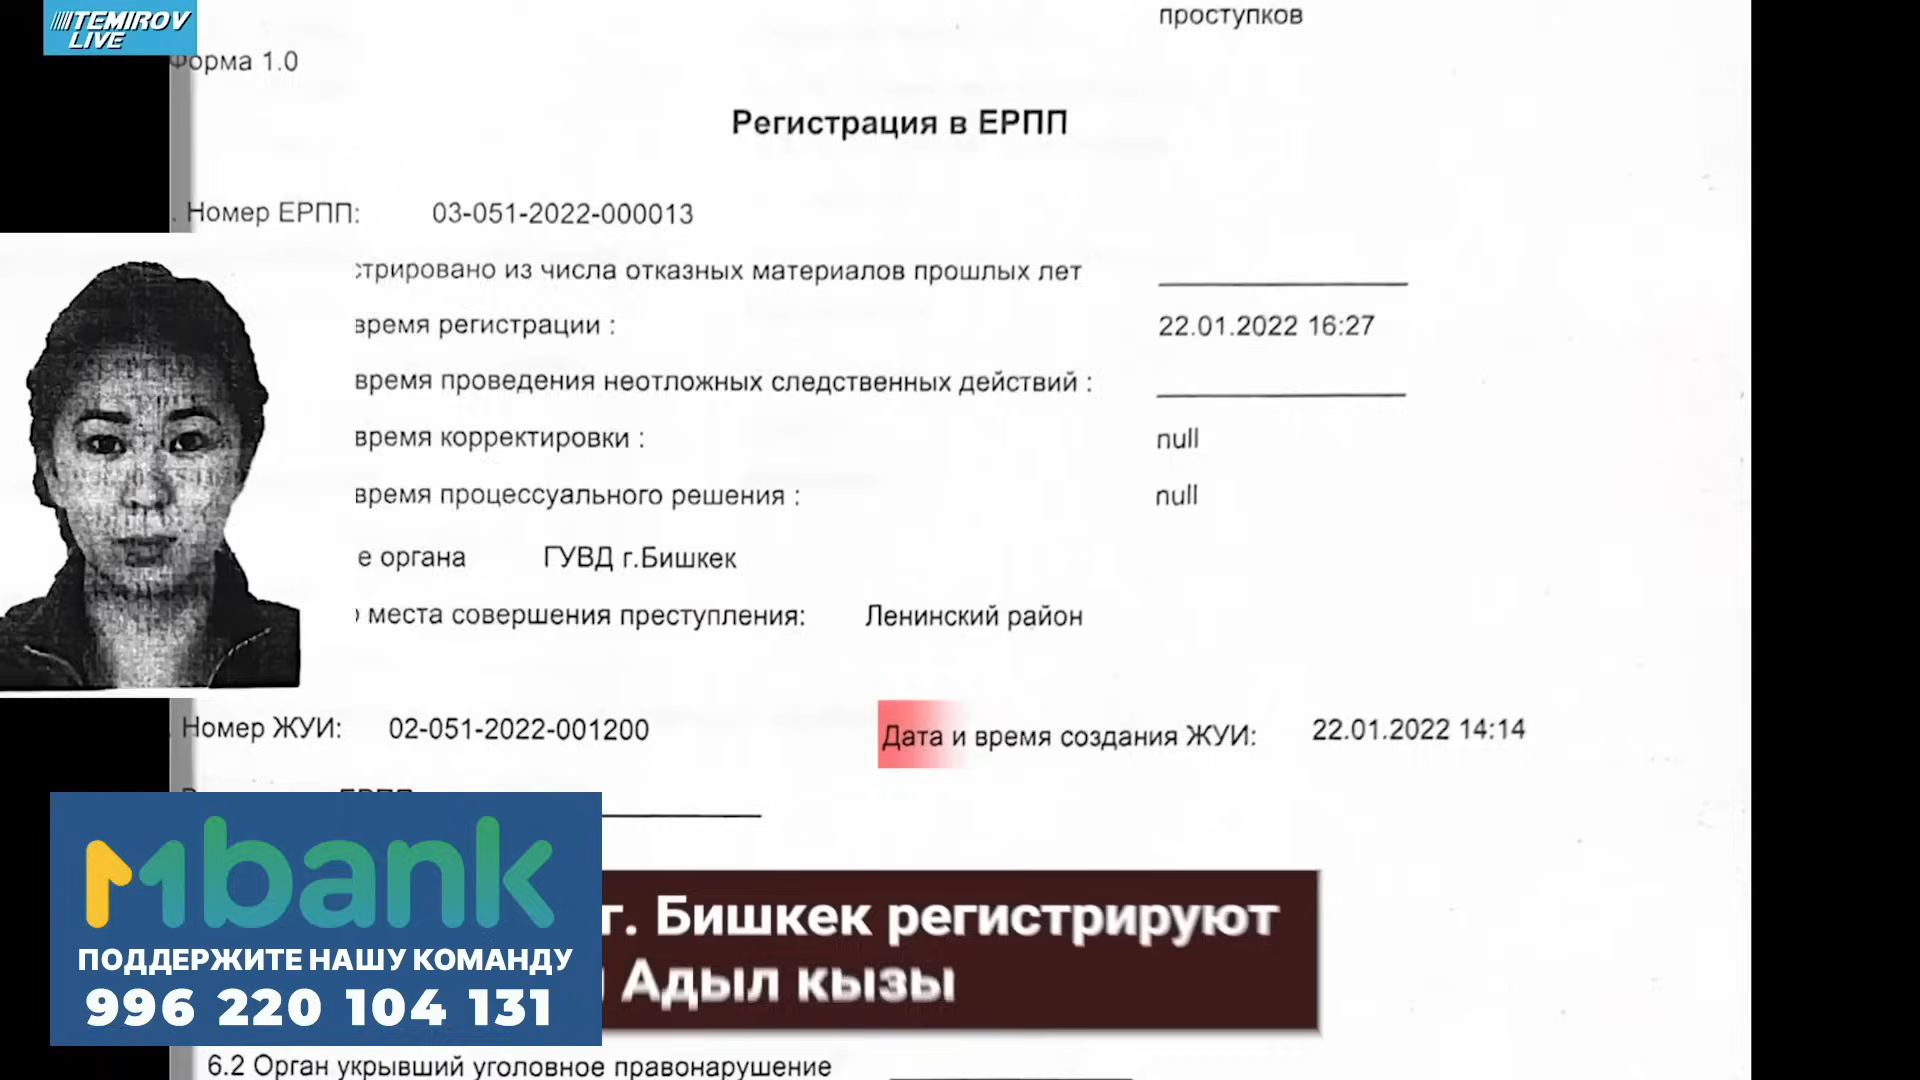 TEMIROV
LIVE
проступков
Форма 1.0
Регистрация в ЕРПП
. Номер ЕРПП: 03-051-2022-000013
стрировано из числа отказных материалов прошлых лет
время регистрации : 22.01.2022 16:27
время проведения неотложных следственных действий :
время корректировки : null
время процессуального решения : null
е органа ГУВД г.Бишкек
места совершения преступления: Ленинский район
Номер ЖУИ: 02-051-2022-001200 Дата и время создания ЖУИ: 22.01.2022 14:14
Mbank
ПОДДЕРЖИТЕ НАШУ КОМАНДУ
996 220 104 131
г. Бишкек регистрируют
Адыл кызы
6.2 Орган укрывший уголовное правонарушение